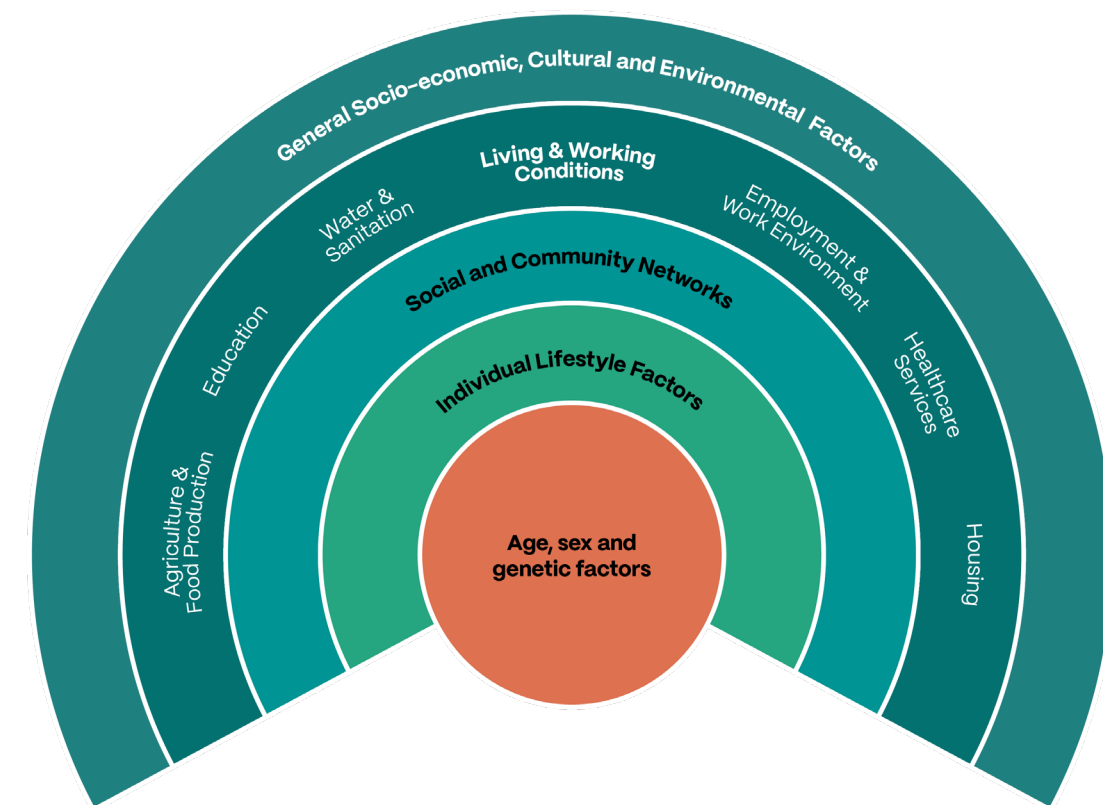 General Socio-economic, Cultural and Environmental Factors
Living & Working
Conditions
Agriculture &
Food Production
Education
Water &
Sanitation
Employment &
Work Environment
Healthcare
Services
Housing
Social and Community Networks
Individual Lifestyle Factors
Age, sex and
genetic factors